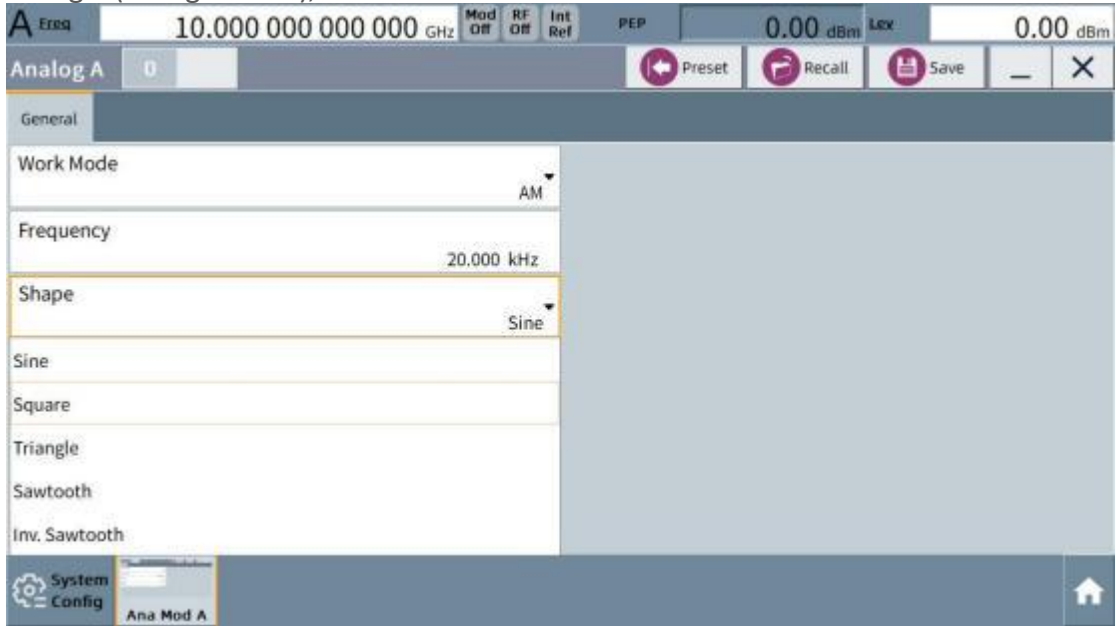 A Freq 10.000 000 000 000 GHz Mod Off RF Off Int Ref PEP 0.00 dBm Lev 0.00 dBm
Analog A 0 Preset Recall Save
General
Work Mode
AM
Frequency
20.000 kHz
Shape
Sine
Sine
Square
Triangle
Sawtooth
Inv. Sawtooth
System Config
Ana Mod A